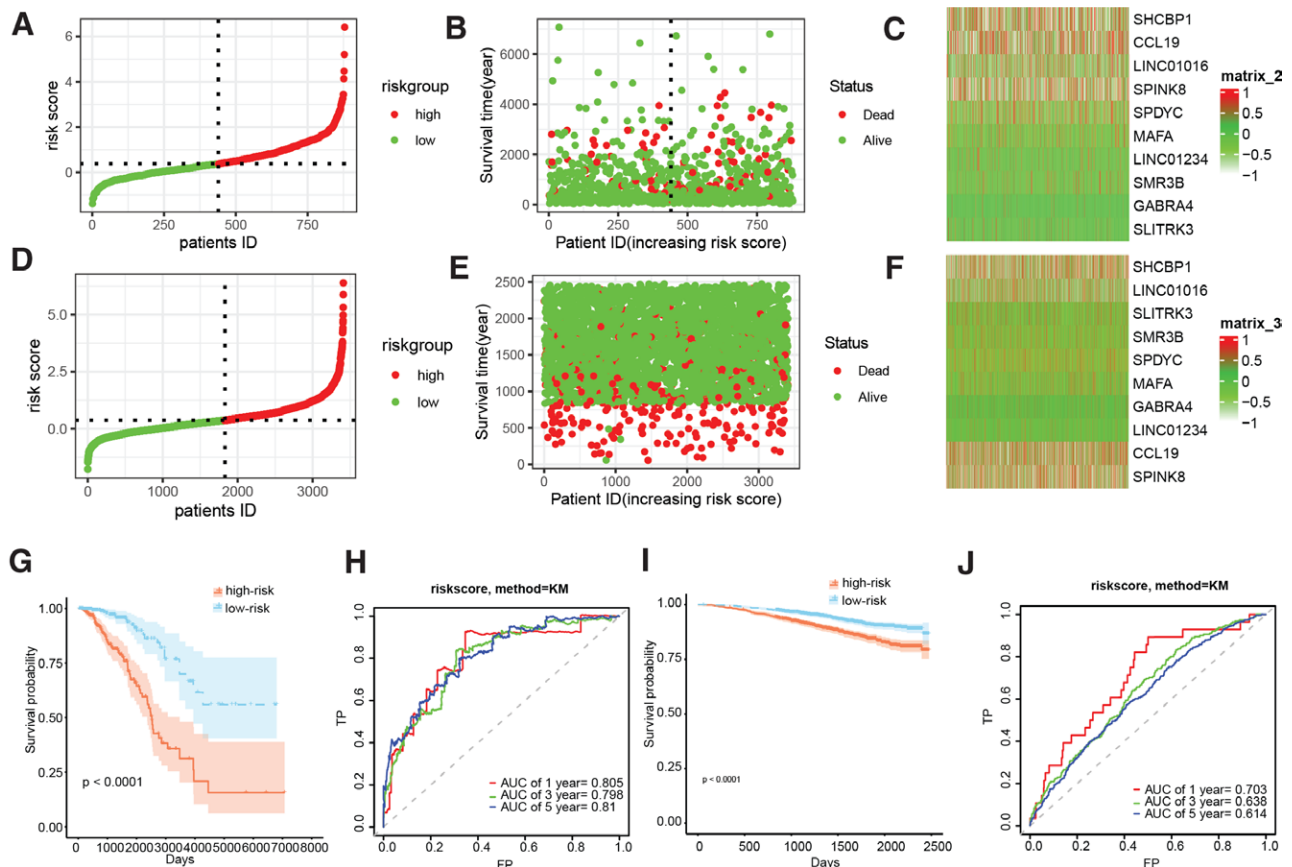 A
6
4
2
0
risk score
0
250
500
750
patients ID
riskgroup
high
low
B
6000
4000
2000
0
Survival time(year)
0
250
500
750
Patient ID(increasing risk score)
Status
Dead
Alive
C
SHCBP1
CCL19
LINC01016
SPINK8
SPDYC
MAFA
LINC01234
SMR3B
GABRA4
SLITRK3
matrix_2
1
0.5
0
−0.5
−1
D
5.0
2.5
0.0
risk score
0
1000
2000
3000
patients ID
riskgroup
high
low
E
2500
2000
1500
1000
500
0
Survival time(year)
0
1000
2000
3000
Patient ID(increasing risk score)
Status
Dead
Alive
F
SHCBP1
LINC01016
SLITRK3
SMR3B
SPDYC
MAFA
GABRA4
LINC01234
CCL19
SPINK8
matrix_3
1
0.5
0
−0.5
−1
G
high-risk
low-risk
1.00
0.75
0.50
0.25
0.00
Survival probability
p < 0.0001
0 1000 2000 3000 4000 5000 6000 7000 8000
Days
H
riskscore, method=KM
1.0
0.8
0.6
0.4
0.2
0.0
TP
AUC of 1 year= 0.805
AUC of 3 year= 0.798
AUC of 5 year= 0.81
0.0 0.2 0.4 0.6 0.8 1.0
FP
I
high-risk
low-risk
1.00
0.75
0.50
0.25
0.00
Survival probability
p < 0.0001
0 500 1000 1500 2000 2500
Days
J
riskscore, method=KM
1.0
0.8
0.6
0.4
0.2
0.0
TP
AUC of 1 year= 0.703
AUC of 3 year= 0.638
AUC of 5 year= 0.614
0.0 0.2 0.4 0.6 0.8 1.0
FP